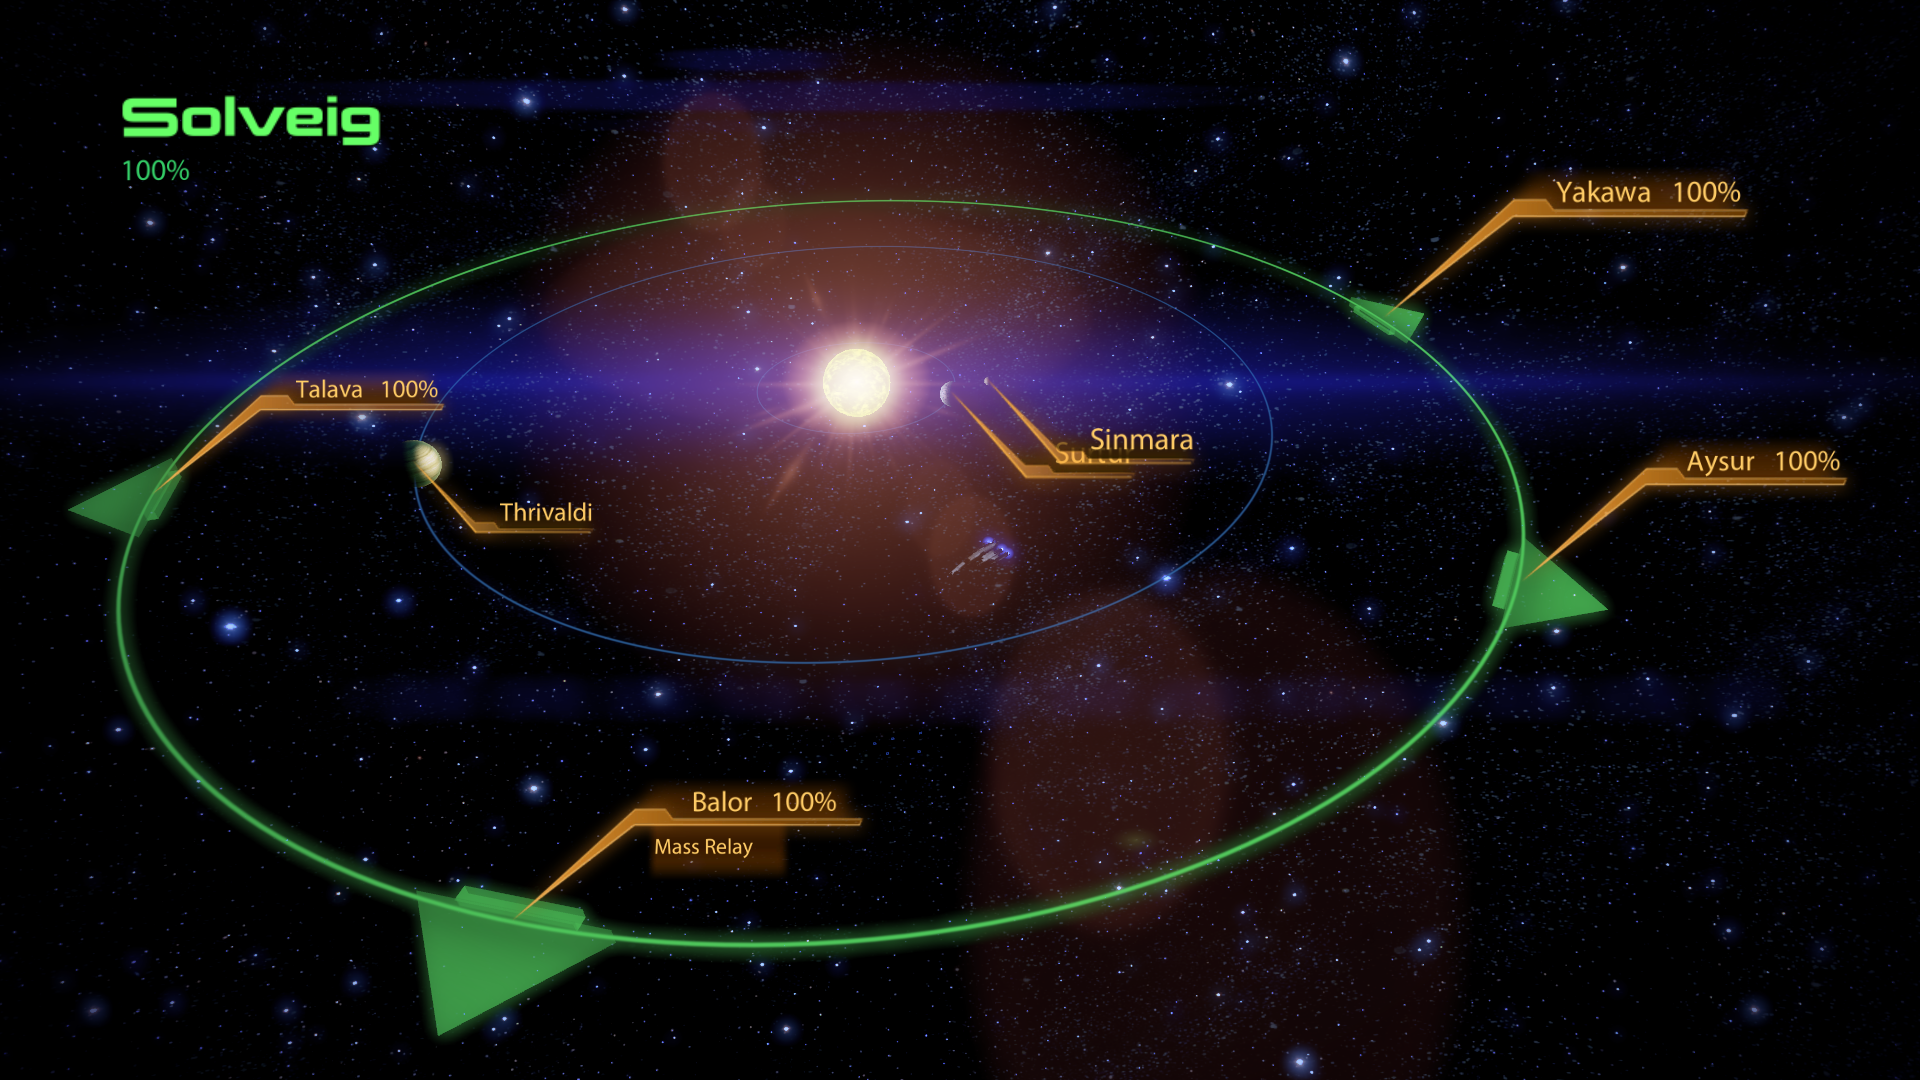 Solveig
100%
Yakawa 100%
Talava 100%
Sinmara
Aysur 100%
Thrivaldi
Balor 100%
Mass Relay